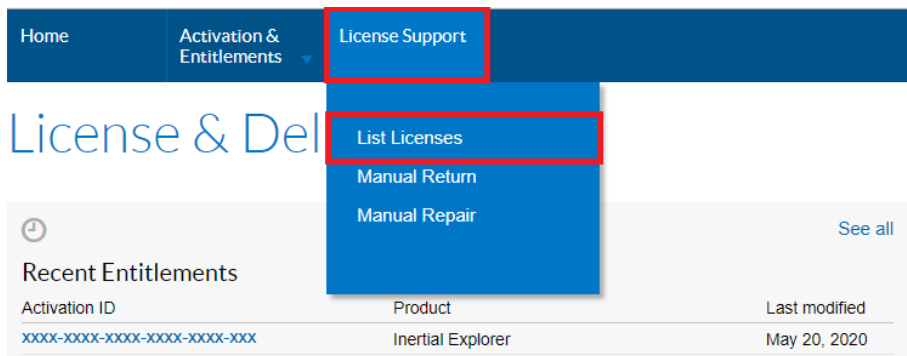 Home
Activation &
Entitlements
License Support
List Licenses
Manual Return
Manual Repair
License & Del
See all
Recent Entitlements
Activation ID Product Last modified
XXXX-XXXX-XXXX-XXXX-XXXX-XXX Inertial Explorer May 20, 2020